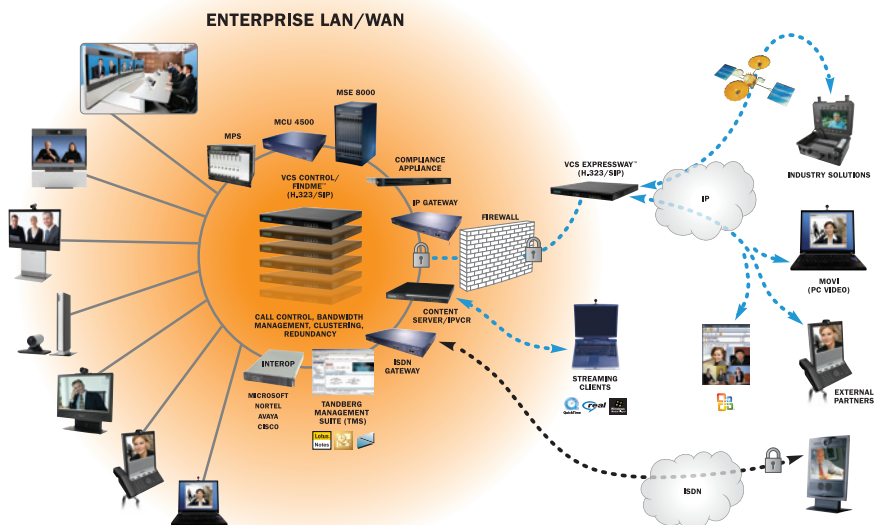 ENTERPRISE LAN/WAN
MSE 8000
MCU 4500
MPS
COMPLIANCE
APPLIANCE
VCS CONTROL/
FINDME™
(H.323/SIP)
IP GATEWAY
FIREWALL
VCS EXPRESSWAY™
(H.323/SIP)
IP
INDUSTRY SOLUTIONS
MOVI
(PC VIDEO)
CALL CONTROL, BANDWIDTH
MANAGEMENT, CLUSTERING,
REDUNDANCY
CONTENT
SERVER/IPVCR
ISDN
GATEWAY
INTEROP
MICROSOFT
NORTEL
AVAYA
CISCO
TANDBERG
MANAGEMENT
SUITE (TMS)
Lotus
Notes
STREAMING
CLIENTS
QuickTime
real
EXTERNAL
PARTNERS
ISDN